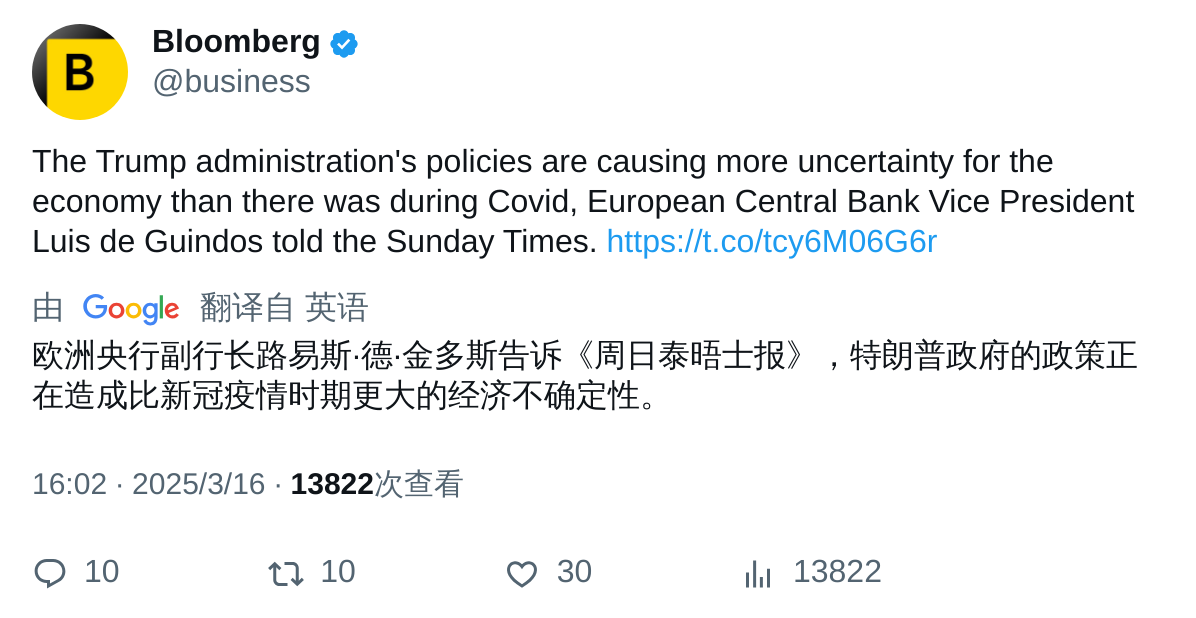 B
Bloomberg
@business
The Trump administration's policies are causing more uncertainty for the
economy than there was during Covid, European Central Bank Vice President
Luis de Guindos told the Sunday Times. https://t.co/tcy6M06G6r
由 Google 翻译自 英语
欧洲央行副行长路易斯·德·金多斯告诉《周日泰晤士报》，特朗普政府的政策正
在造成比新冠疫情时期更大的经济不确定性。
16:02 · 2025/3/16 · 13822次查看
10 10 30 13822